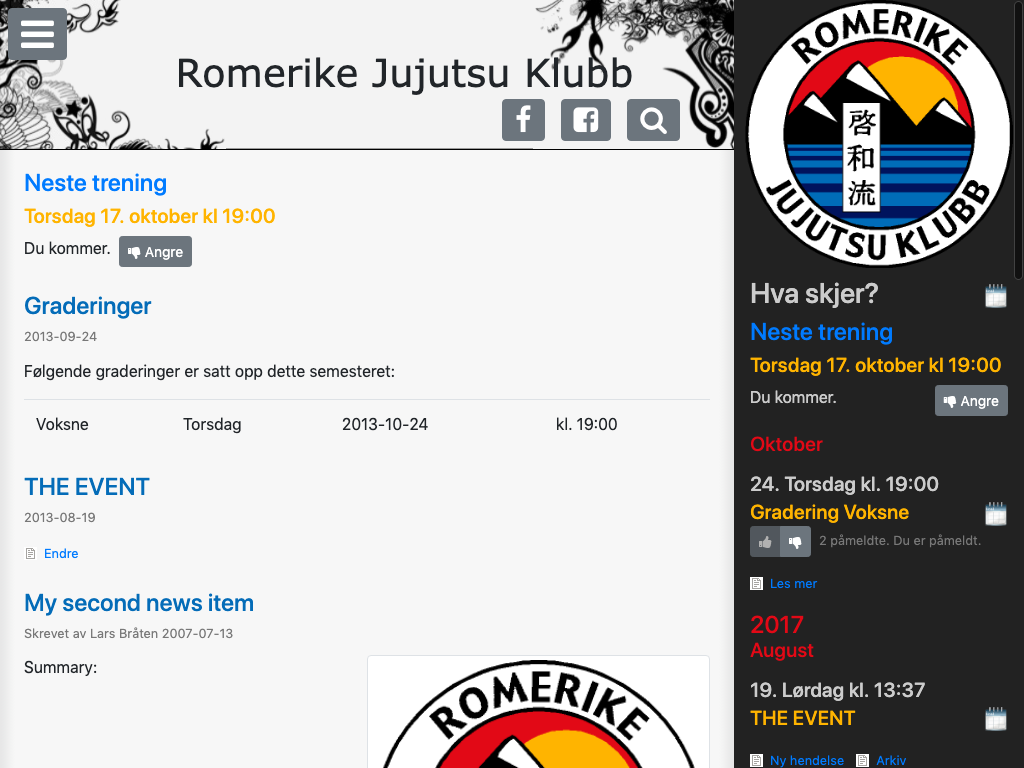 Romerike Jujutsu Klubb
Neste trening
Torsdag 17. oktober kl 19:00
Du kommer. Angre
Graderinger
2013-09-24
Følgende graderinger er satt opp dette semesteret:
Voksne Torsdag 2013-10-24 kl. 19:00
THE EVENT
2013-08-19
Endre
My second news item
Skrevet av Lars Bråten 2007-07-13
Summary:
ROMERIKE
ROMERIKE
啓和流
JUJUTSU KLUBB
Hva skjer?
Neste trening
Torsdag 17. oktober kl 19:00
Du kommer. Angre
Oktober
24. Torsdag kl. 19:00
Gradering Voksne
2 påmeldte. Du er påmeldt.
Les mer
2017
August
19. Lørdag kl. 13:37
THE EVENT
Ny hendelse Arkiv